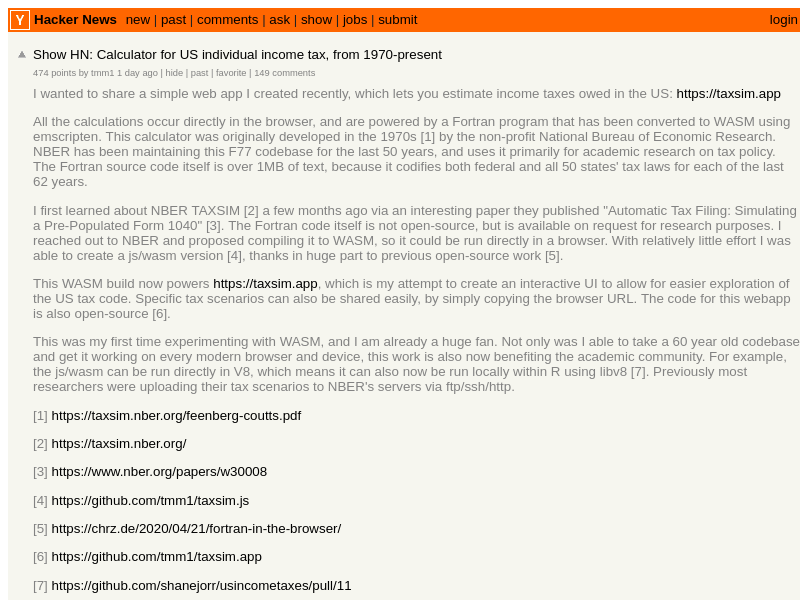 Y Hacker News new | past | comments | ask | show | jobs | submit login
Show HN: Calculator for US individual income tax, from 1970-present
474 points by tmm1 1 day ago | hide | past | favorite | 149 comments
I wanted to share a simple web app I created recently, which lets you estimate income taxes owed in the US: https://taxsim.app
All the calculations occur directly in the browser, and are powered by a Fortran program that has been converted to WASM using
emscripten. This calculator was originally developed in the 1970s [1] by the non-profit National Bureau of Economic Research.
NBER has been maintaining this F77 codebase for the last 50 years, and uses it primarily for academic research on tax policy.
The Fortran source code itself is over 1MB of text, because it codifies both federal and all 50 states' tax laws for each of the last
62 years.
I first learned about NBER TAXSIM [2] a few months ago via an interesting paper they published "Automatic Tax Filing: Simulating
a Pre-Populated Form 1040" [3]. The Fortran code itself is not open-source, but is available on request for research purposes. I
reached out to NBER and proposed compiling it to WASM, so it could be run directly in a browser. With relatively little effort I was
able to create a js/wasm version [4], thanks in huge part to previous open-source work [5].
This WASM build now powers https://taxsim.app, which is my attempt to create an interactive UI to allow for easier exploration of
the US tax code. Specific tax scenarios can also be shared easily, by simply copying the browser URL. The code for this webapp
is also open-source [6].
This was my first time experimenting with WASM, and I am already a huge fan. Not only was I able to take a 60 year old codebase
and get it working on every modern browser and device, this work is also now benefiting the academic community. For example,
the js/wasm can be run directly in V8, which means it can also now be run locally within R using libv8 [7]. Previously most
researchers were uploading their tax scenarios to NBER's servers via ftp/ssh/http.
[1] https://taxsim.nber.org/feenberg-coutts.pdf
[2] https://taxsim.nber.org/
[3] https://www.nber.org/papers/w30008
[4] https://github.com/tmm1/taxsim.js
[5] https://chrz.de/2020/04/21/fortran-in-the-browser/
[6] https://github.com/tmm1/taxsim.app
[7] https://github.com/shanejorr/usincometaxes/pull/11